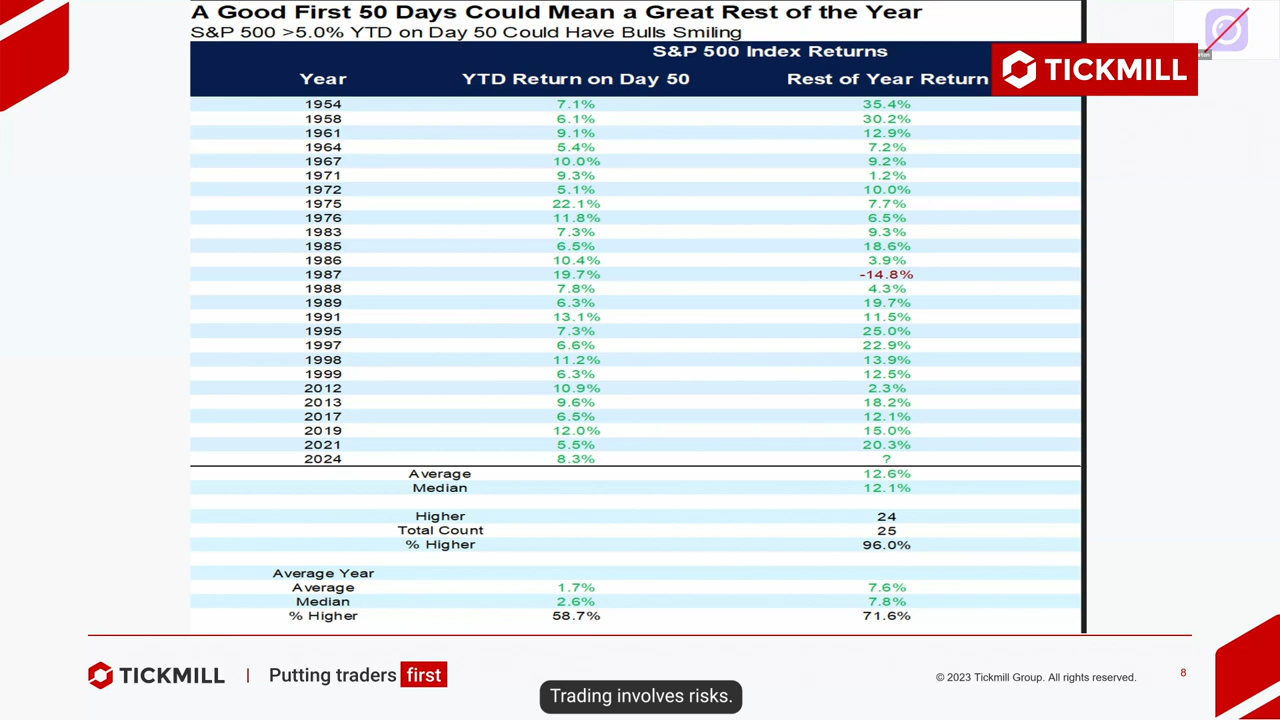 A Good First 50 Days Could Mean a Great Rest of the Year
S&P 500 >5.0% YTD on Day 50 Could Have Bulls Smiling
S&P 500 Index Returns
Year YTD Return on Day 50 Rest of Year Return
TICKMILL
1954 7.1% 35.4%
1958 6.1% 30.2%
1961 9.1% 12.9%
1964 5.4% 7.2%
1967 10.0% 9.2%
1971 9.3% 1.2%
1972 5.1% 10.0%
1975 22.1% 7.7%
1976 11.8% 6.5%
1983 7.3% 9.3%
1985 6.5% 18.6%
1986 10.4% 3.9%
1987 19.7% -14.8%
1988 7.8% 4.3%
1989 6.3% 19.7%
1991 13.1% 11.5%
1995 7.3% 25.0%
1997 6.6% 22.9%
1998 11.2% 13.9%
1999 6.3% 12.5%
2012 10.9% 2.3%
2013 9.6% 18.2%
2017 6.5% 12.1%
2019 12.0% 15.0%
2021 5.5% 20.3%
2024 8.3% ?
Average 12.6%
Median 12.1%
Higher 24
Total Count 25
% Higher 96.0%
Average Year
Average 1.7% 7.6%
Median 2.6% 7.8%
% Higher 58.7% 71.6%
TICKMILL | Putting traders first
© 2023 Tickmill Group. All rights reserved. 8
Trading involves risks.